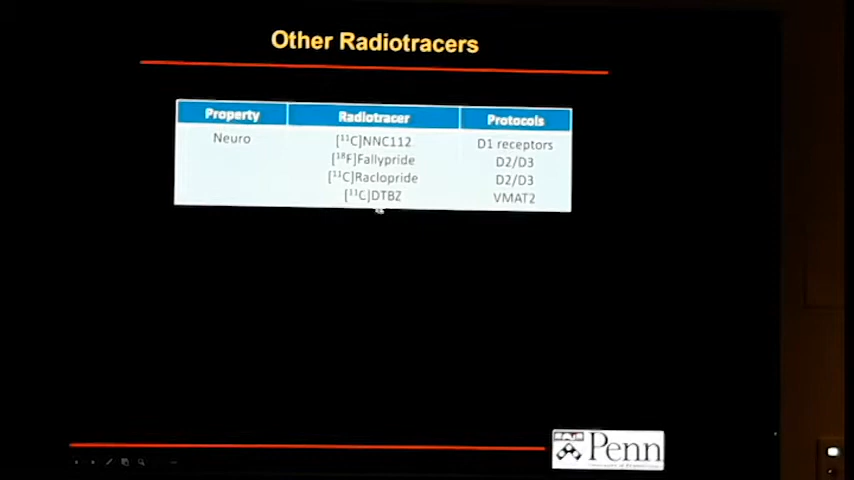 Other Radiotracers
Property Radiotracer Protocols
Neuro [¹¹C]NNC112 D1 receptors
[¹⁸F]Fallypride D2/D3
[¹¹C]Raclopride D2/D3
[¹¹C]DTBZ VMAT2
Penn